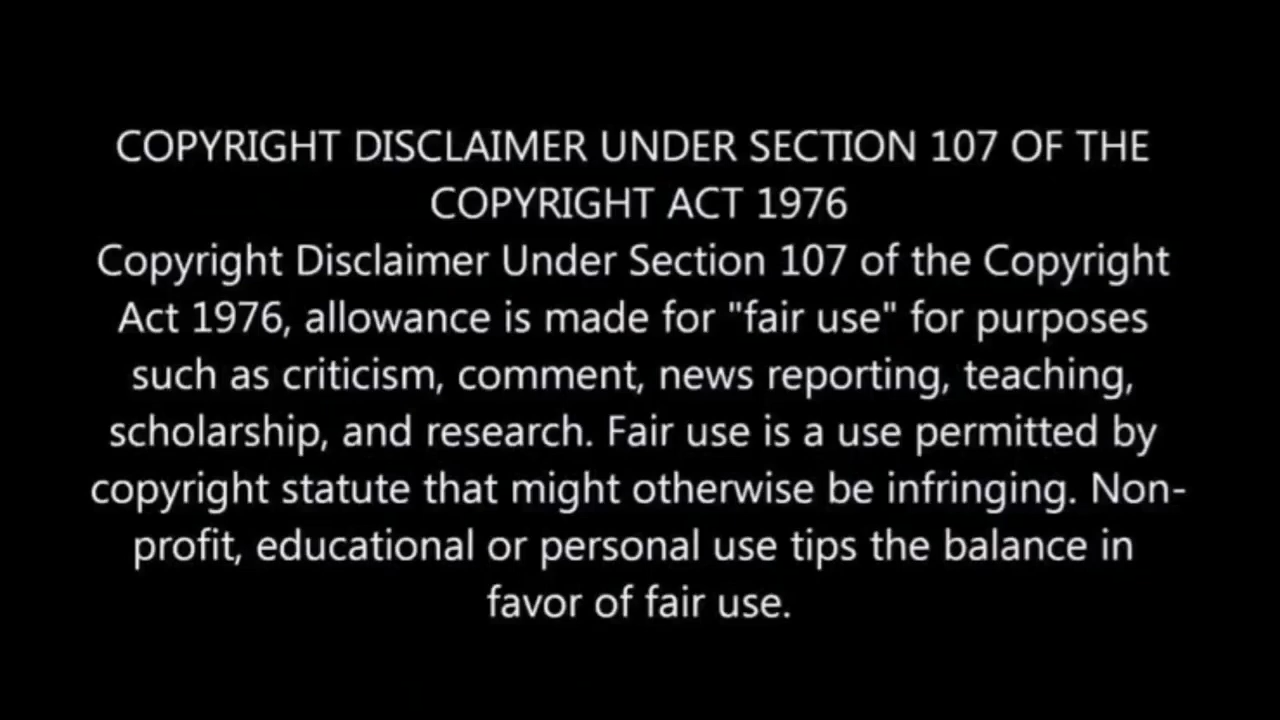 COPYRIGHT DISCLAIMER UNDER SECTION 107 OF THE
COPYRIGHT ACT 1976
Copyright Disclaimer Under Section 107 of the Copyright
Act 1976, allowance is made for "fair use" for purposes
such as criticism, comment, news reporting, teaching,
scholarship, and research. Fair use is a use permitted by
copyright statute that might otherwise be infringing. Non-
profit, educational or personal use tips the balance in
favor of fair use.